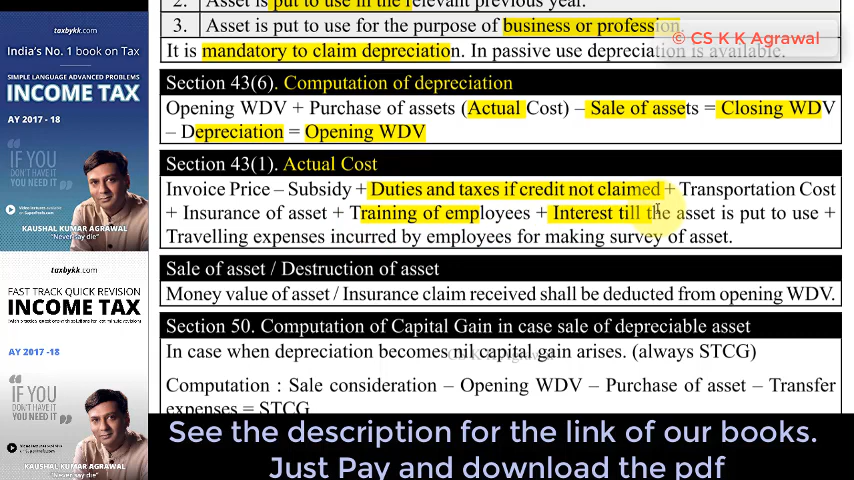 taxbykk.com
India's No. 1 book on Tax
SIMPLE LANGUAGE ADVANCED PROBLEMS
INCOME TAX
AY 2017 - 18
IF YOU
DON'T HAVE IT
YOU NEED IT
KAUSHAL KUMAR AGRAWAL
"Never say die"
taxbykk.com
FAST TRACK QUICK REVISION
INCOME TAX
AY 2017 -18
IF YOU
DON'T HAVE IT
YOU NEED IT
KAUSHAL KUMAR AGRAWAL
"Never say die"
2. Asset is put to use in the relevant previous year.
3. Asset is put to use for the purpose of business or profession.
© CS K K Agrawal
It is mandatory to claim depreciation. In passive use depreciation is available.
Section 43(6). Computation of depreciation
Opening WDV + Purchase of assets (Actual Cost) – Sale of assets = Closing WDV
– Depreciation = Opening WDV
Section 43(1). Actual Cost
Invoice Price – Subsidy + Duties and taxes if credit not claimed + Transportation Cost
+ Insurance of asset + Training of employees + Interest till the asset is put to use +
Travelling expenses incurred by employees for making survey of asset.
Sale of asset / Destruction of asset
Money value of asset / Insurance claim received shall be deducted from opening WDV.
Section 50. Computation of Capital Gain in case sale of depreciable asset
In case when depreciation becomes nil capital gain arises. (always STCG)
Computation : Sale consideration – Opening WDV – Purchase of asset – Transfer
expenses = STCG
See the description for the link of our books.
Just Pay and download the pdf